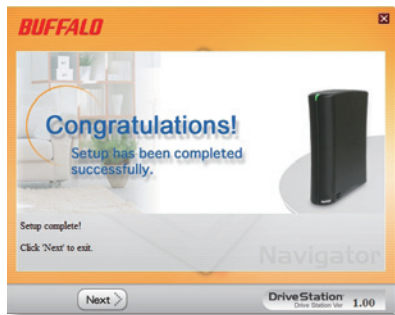 BUFFALO
Congratulations!
Setup has been completed
successfully.
Setup complete!
Click 'Next' to exit.
Navigator
Next
DriveStation
Drive Station Ver 1.00